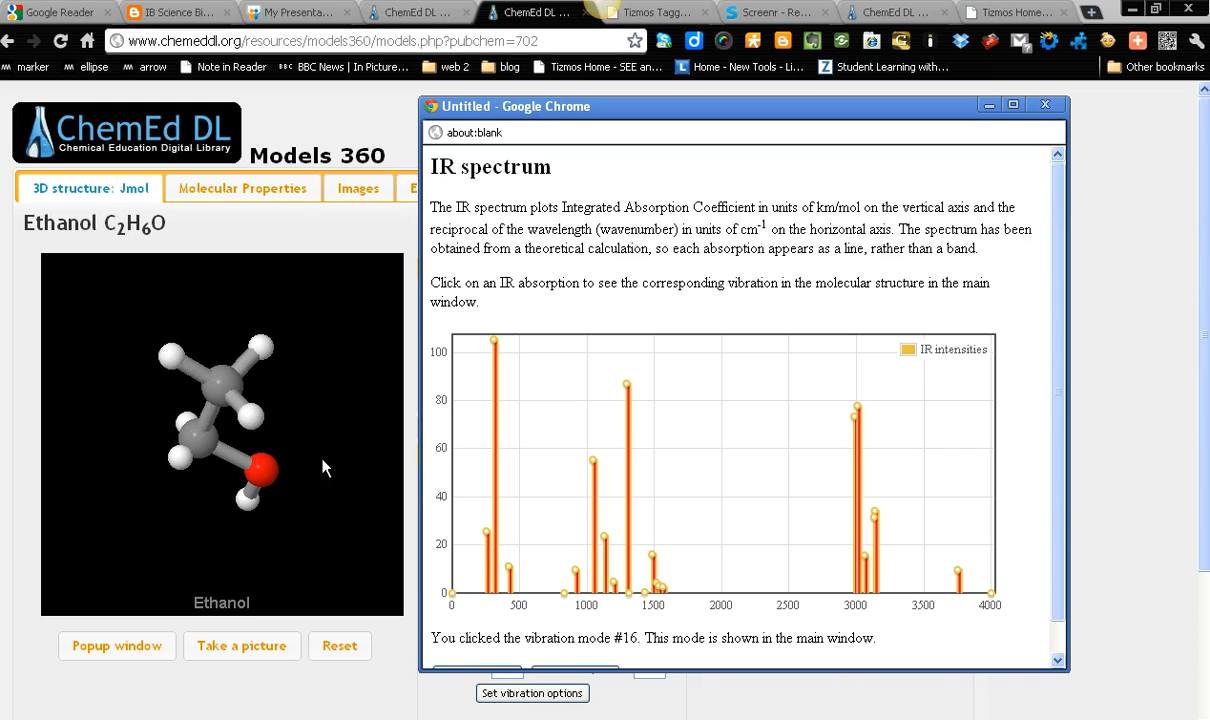 Google Reader
IB Science Bi...
My Presenta...
ChemEd DL ...
ChemEd DL ...
Tizmos Tagg...
Screenr - Re...
ChemEd DL ...
Tizmos Home...
www.chemeddl.org/resources/models360/models.php?pubchem=702
marker
ellipse
arrow
Note in Reader
BBC News | In Picture...
web 2
blog
Tizmos Home - SEE an...
Home - New Tools - Li...
Student Learning with...
Other bookmarks
ChemEd DL
Chemical Education Digital Library
Models 360
3D structure: Jmol
Molecular Properties
Images
E
Ethanol C2H6O
Ethanol
Popup window
Take a picture
Reset
Untitled - Google Chrome
about:blank
IR spectrum
The IR spectrum plots Integrated Absorption Coefficient in units of km/mol on the vertical axis and the
reciprocal of the wavelength (wavenumber) in units of cm-1 on the horizontal axis. The spectrum has been
obtained from a theoretical calculation, so each absorption appears as a line, rather than a band.
Click on an IR absorption to see the corresponding vibration in the molecular structure in the main
window.
IR intensities
100
80
60
40
20
0
0 500 1000 1500 2000 2500 3000 3500 4000
You clicked the vibration mode #16. This mode is shown in the main window.
Set vibration options